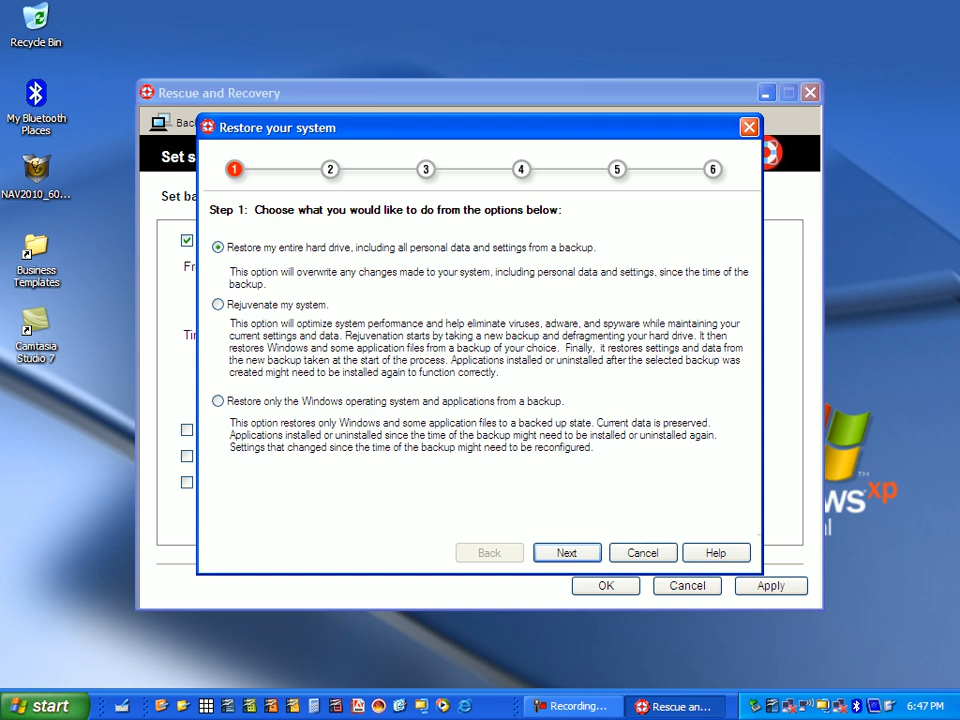 Recycle Bin
My Bluetooth
Places
NAV2010_60...
Business
Templates
Camtasia
Studio 7
Rescue and Recovery
Bac
Restore your system
Set s
1 2 3 4 5 6
Set ba
Step 1: Choose what you would like to do from the options below:
Restore my entire hard drive, including all personal data and settings from a backup.
Fr
This option will overwrite any changes made to your system, including personal data and settings, since the time of the
backup.
Rejuvenate my system.
This option will optimize system performance and help eliminate viruses, adware, and spyware while maintaining your
current settings and data. Rejuvenation starts by taking a new backup and defragmenting your hard drive. It then
Tir
restores Windows and some application files from a backup of your choice. Finally, it restores settings and data from
the new backup taken at the start of the process. Applications installed or uninstalled after the selected backup was
created might need to be installed again to function correctly.
Restore only the Windows operating system and applications from a backup.
This option restores only Windows and some application files to a backed up state. Current data is preserved.
Applications installed or uninstalled since the time of the backup might need to be installed or uninstalled again.
Settings that changed since the time of the backup might need to be reconfigured.
ws xp
Back Next Cancel Help
OK Cancel Apply
start
Recording...
Rescue an...
6:47 PM